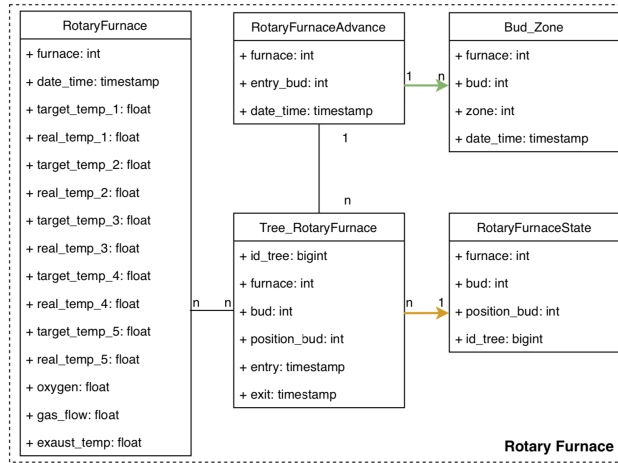 RotaryFurnace
+ furnace: int
+ date_time: timestamp
+ target_temp_1: float
+ real_temp_1: float
+ target_temp_2: float
+ real_temp_2: float
+ target_temp_3: float
+ real_temp_3: float
+ target_temp_4: float
+ real_temp_4: float
+ target_temp_5: float
+ real_temp_5: float
+ oxygen: float
+ gas_flow: float
+ exaust_temp: float
RotaryFurnaceAdvance
+ furnace: int
+ entry_bud: int
+ date_time: timestamp
1
n
Bud_Zone
+ furnace: int
+ bud: int
+ zone: int
+ date_time: timestamp
1
n
n
n
Tree_RotaryFurnace
+ id_tree: bigint
+ furnace: int
+ bud: int
+ position_bud: int
+ entry: timestamp
+ exit: timestamp
n
1
RotaryFurnaceState
+ furnace: int
+ bud: int
+ position_bud: int
+ id_tree: bigint
Rotary Furnace